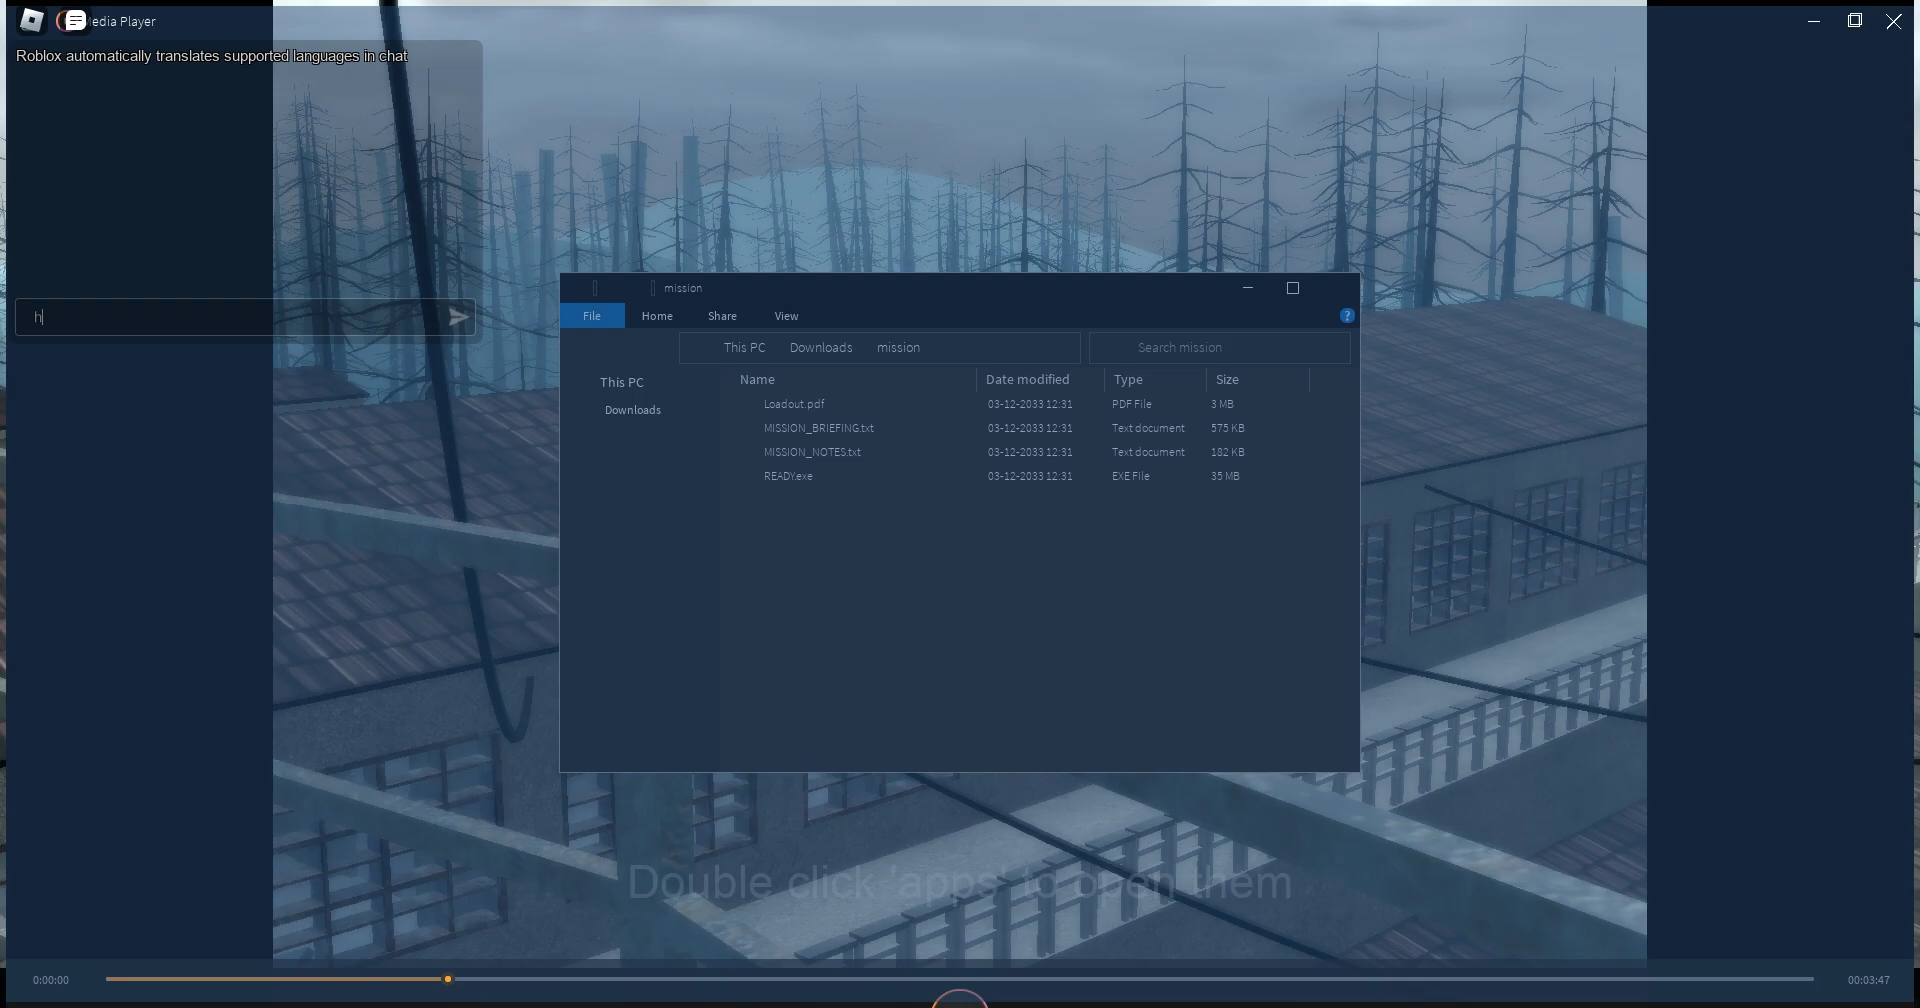 Media Player
Roblox automatically translates supported languages in chat
h
mission
File Home Share View ?
This PC Downloads mission Search mission
This PC
Downloads
Name Date modified Type Size
Loadout.pdf 03-12-2033 12:31 PDF File 3 MB
MISSION_BRIEFING.txt 03-12-2033 12:31 Text document 575 KB
MISSION_NOTES.txt 03-12-2033 12:31 Text document 182 KB
READY.exe 03-12-2033 12:31 EXE File 35 MB
Double click 'apps' to open them
0:00:00 00:03:47